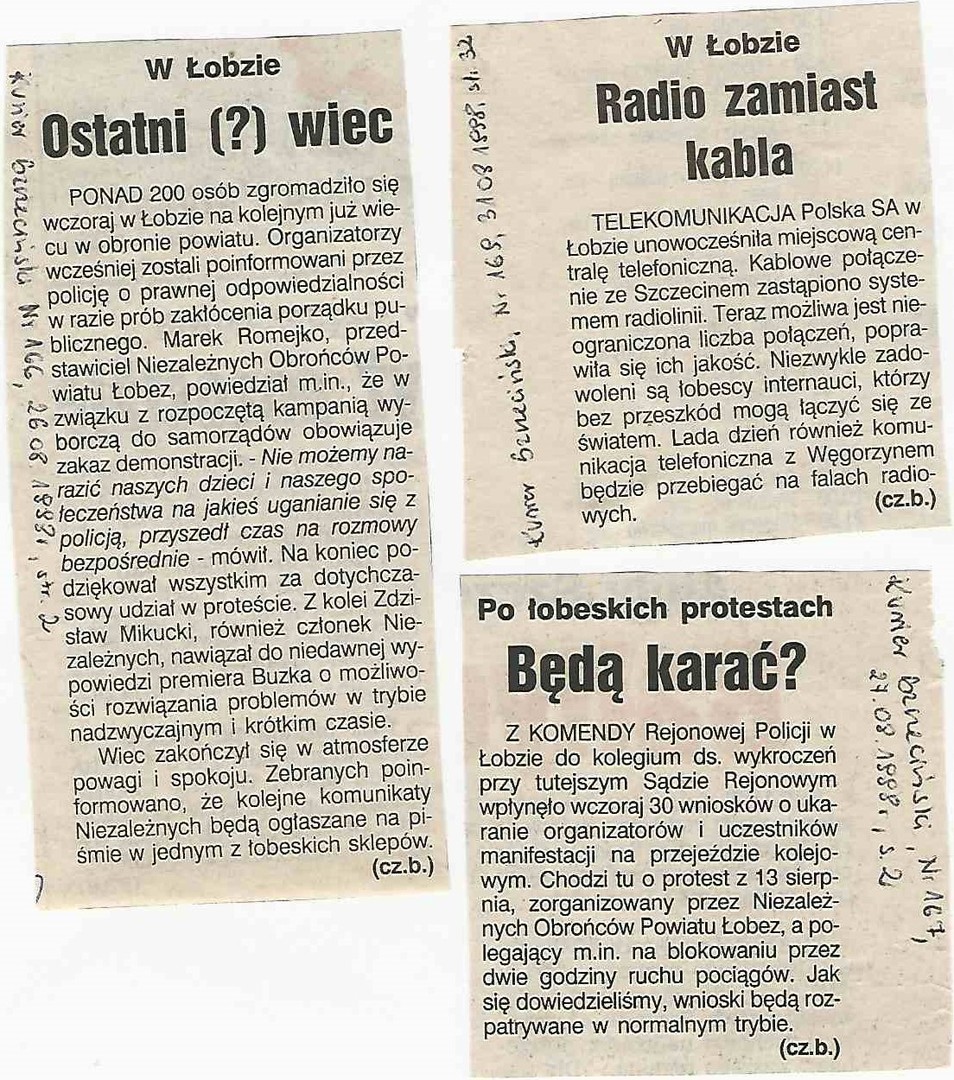 W Łobzie
Ostatni (?) wiec
PONAD 200 osób zgromadziło się
wczoraj w Łobzie na kolejnym już wie-
cu w obronie powiatu. Organizatorzy
wcześniej zostali poinformowani przez
policję o prawnej odpowiedzialności
w razie prób zakłócenia porządku pu-
blicznego. Marek Romejko, przed-
stawiciel Niezależnych Obrońców Po-
wiatu Łobez, powiedział m.in., że w
związku z rozpoczętą kampanią wy-
borczą do samorządów obowiązuje
zakaz demonstracji. - Nie możemy na-
razić naszych dzieci i naszego spo-
łeczeństwa na jakieś uganianie się z
policją, przyszedł czas na rozmowy
bezpośrednie - mówił. Na koniec po-
dziękował wszystkim za dotychcza-
sowy udział w proteście. Z kolei Zdzi-
sław Mikucki, również członek Nie-
zależnych, nawiązał do niedawnej wy-
powiedzi premiera Buzka o możliwo-
ści rozwiązania problemów w trybie
nadzwyczajnym i krótkim czasie.
Wiec zakończył się w atmosferze
powagi i spokoju. Zebranych poin-
formowano, że kolejne komunikaty
Niezależnych będą ogłaszane na pi-
śmie w jednym z łobeskich sklepów.
(cz.b.)
Kurier Szczeciński Nr 166, 26.08.1998r, str. 2
W Łobzie
Radio zamiast
kabla
TELEKOMUNIKACJA Polska SA w
Łobzie unowocześniła miejscową cen-
tralę telefoniczną. Kablowe połącze-
nie ze Szczecinem zastąpiono syste-
mem radiolinii. Teraz możliwa jest nie-
ograniczona liczba połączeń, popra-
wiła się ich jakość. Niezwykle zado-
woleni są łobescy internauci, którzy
bez przeszkód mogą łączyć się ze
światem. Lada dzień również komu-
nikacja telefoniczna z Węgorzynem
będzie przebiegać na falach radio-
wych.
(cz.b.)
Kurier Szczeciński, Nr 169, 31 08 1998, st. 32
Po łobeskich protestach
Będą karać?
Z KOMENDY Rejonowej Policji w
Łobzie do kolegium ds. wykroczeń
przy tutejszym Sądzie Rejonowym
wpłynęło wczoraj 30 wniosków o uka-
ranie organizatorów i uczestników
manifestacji na przejeździe kolejo-
wym. Chodzi tu o protest z 13 sierp-
nia, zorganizowany przez Niezależ-
nych Obrońców Powiatu Łobez, a po-
legający m.in. na blokowaniu przez
dwie godziny ruchu pociągów. Jak
się dowiedzieliśmy, wnioski będą roz-
patrywane w normalnym trybie.
(cz.b.)
Kurier Szczeciński, Nr 167,
27.08.1998r, s.2